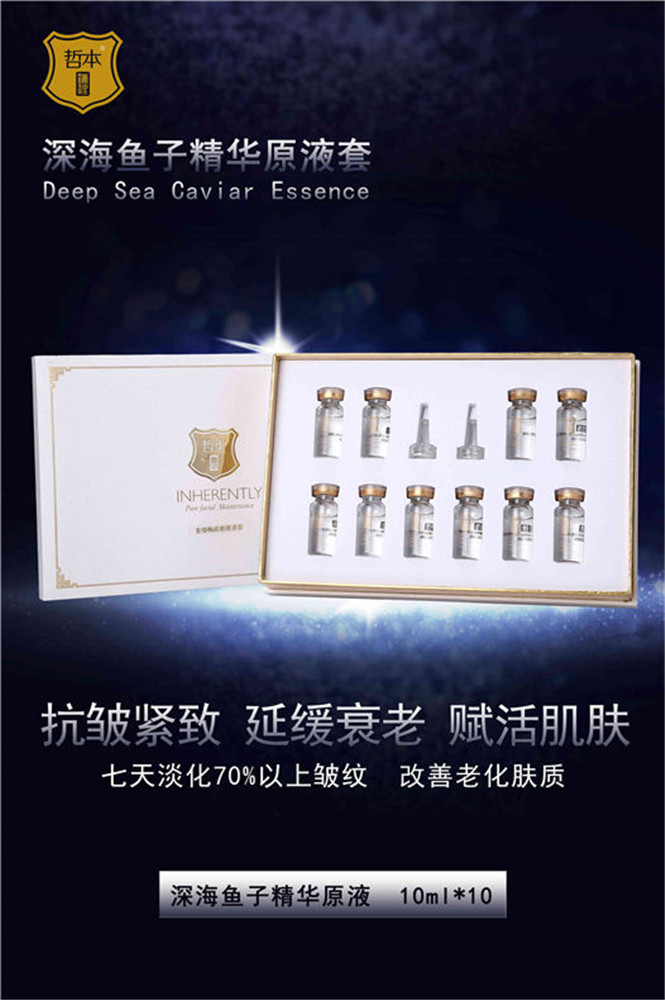 哲本
深海鱼子精华原液套
Deep Sea Caviar Essence
哲本
INHERENTLY
Pure facial Maintenance
抗皱紧致 延缓衰老 赋活肌肤
七天淡化70%以上皱纹 改善老化肤质
深海鱼子精华原液 10ml*10